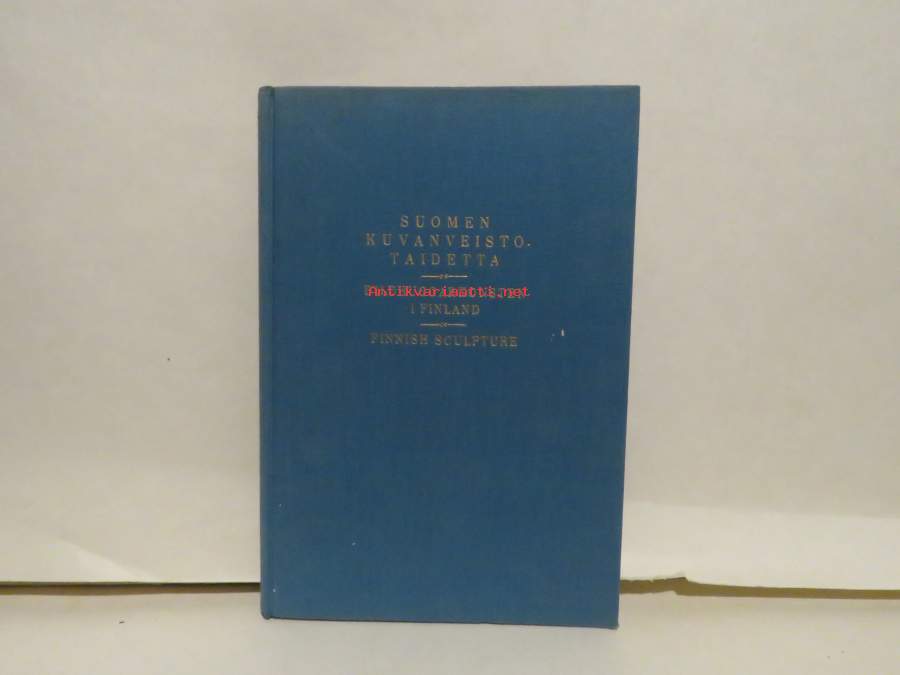 SUOMEN
KUVANVEISTO-
TAIDETTA
Antikvariaatti.net
I FINLAND
FINNISH SCULPTURE